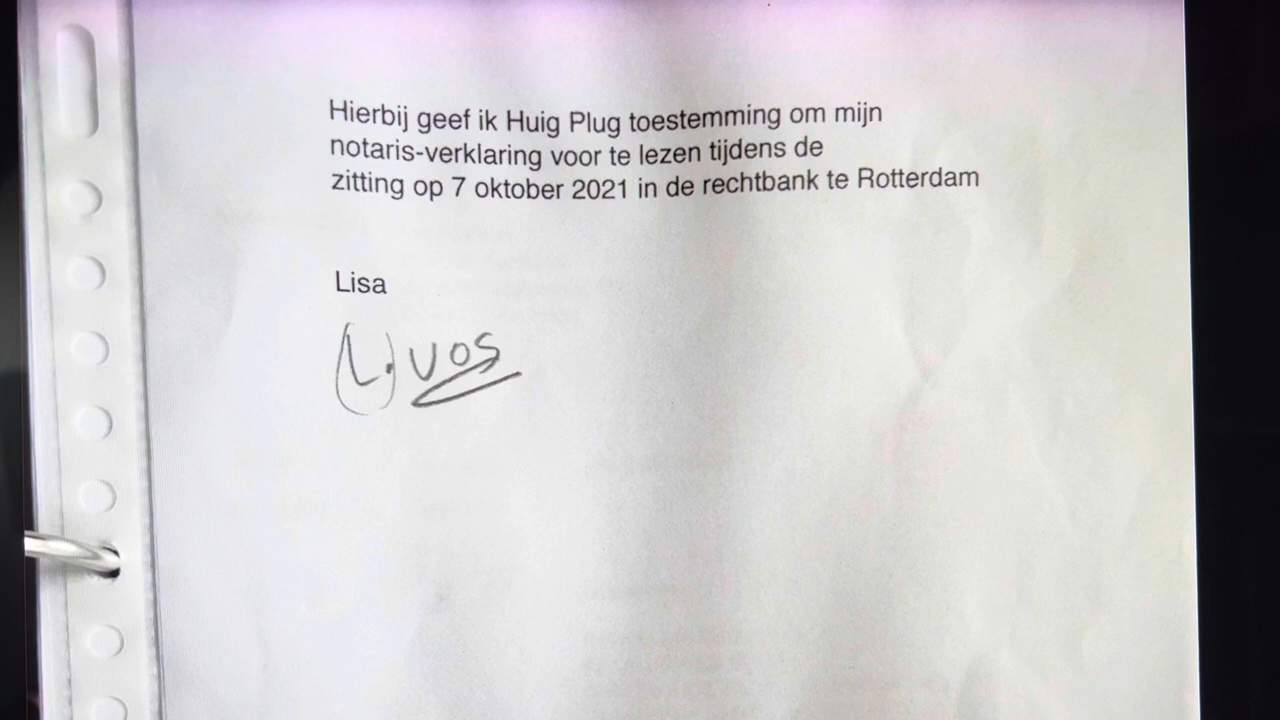 Hierbij geef ik Huig Plug toestemming om mijn
notaris-verklaring voor te lezen tijdens de
zitting op 7 oktober 2021 in de rechtbank te Rotterdam
Lisa
(L.) vos